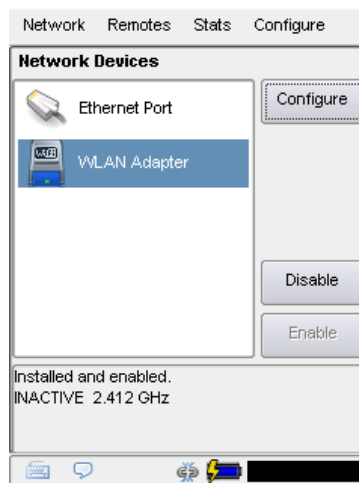 Network Remotes Stats Configure
Network Devices
Ethernet Port
Configure
WLAN Adapter
Disable
Enable
Installed and enabled.
INACTIVE 2.412 GHz